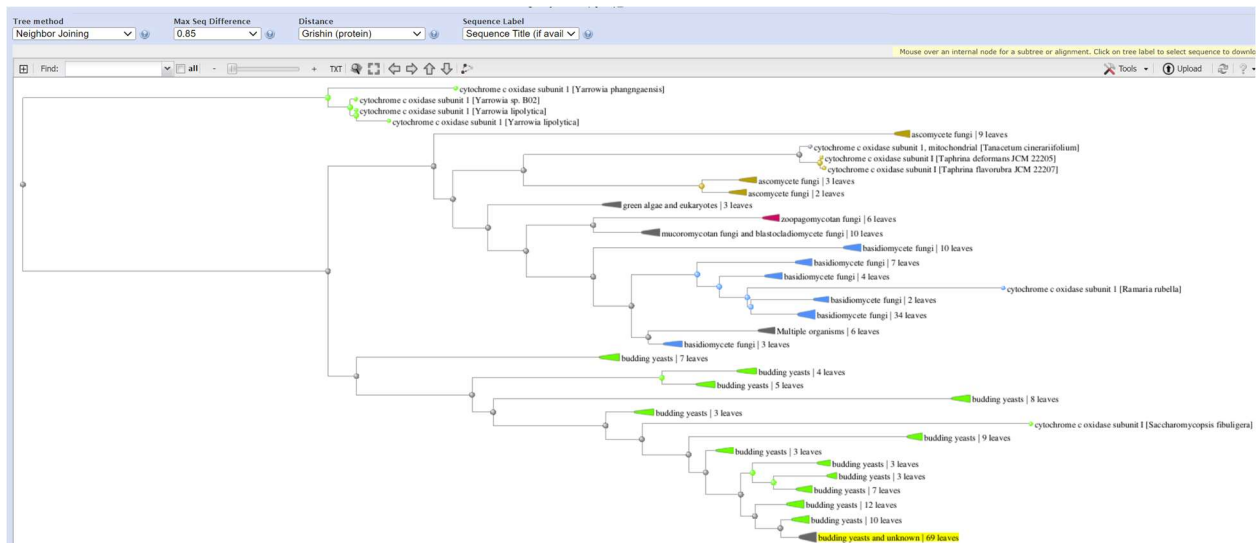 Tree method Max Seq Difference Distance Sequence Label
Neighbor Joining 0.85 Grishin (protein) Sequence Title (if avail
Mouse over an internal node for a subtree or alignment. Click on tree label to select sequence to downlo
Find: all - + TXT Tools Upload ?
cytochrome c oxidase subunit 1 [Yarrowia phangngaensis]
cytochrome c oxidase subunit 1 [Yarrowia sp. B02]
cytochrome c oxidase subunit 1 [Yarrowia lipolytica]
cytochrome c oxidase subunit 1 [Yarrowia lipolytica]
ascomycete fungi | 9 leaves
cytochrome c oxidase subunit 1, mitochondrial [Tanacetum cinerariifolium]
cytochrome c oxidase subunit I [Taphrina deformans JCM 22205]
cytochrome c oxidase subunit I [Taphrina flavorubra JCM 22207]
ascomycete fungi | 3 leaves
ascomycete fungi | 2 leaves
green algae and eukaryotes | 3 leaves
zoopagomycotan fungi | 6 leaves
mucoromycotan fungi and blastocladiomycete fungi | 10 leaves
basidiomycete fungi | 10 leaves
basidiomycete fungi | 7 leaves
basidiomycete fungi | 4 leaves
cytochrome c oxidase subunit 1 [Ramaria rubella]
basidiomycete fungi | 2 leaves
basidiomycete fungi | 34 leaves
Multiple organisms | 6 leaves
basidiomycete fungi | 3 leaves
budding yeasts | 7 leaves
budding yeasts | 4 leaves
budding yeasts | 5 leaves
budding yeasts | 8 leaves
budding yeasts | 3 leaves
cytochrome c oxidase subunit I [Saccharomycopsis fibuligera]
budding yeasts | 9 leaves
budding yeasts | 3 leaves
budding yeasts | 3 leaves
budding yeasts | 3 leaves
budding yeasts | 7 leaves
budding yeasts | 12 leaves
budding yeasts | 10 leaves
budding yeasts and unknown | 69 leaves